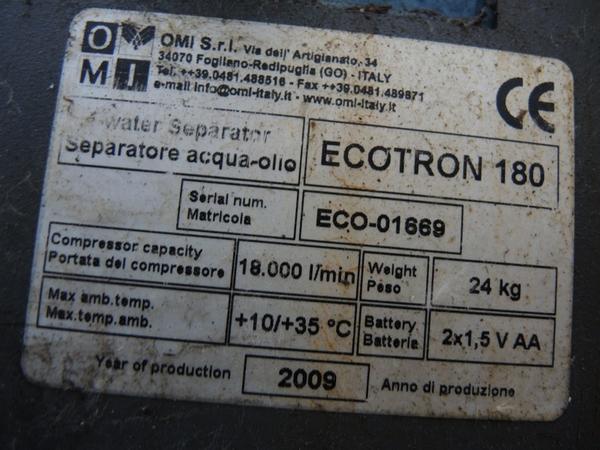 OMI
OMI S.r.l. Via dell' Artigianato, 34
34070 Fogliano-Redipuglia (GO) - ITALY
Tel. ++39.0481.488516 - Fax ++39.0481.489871
e-mail info@omi-italy.it - www.omi-italy.it
CE
water Separator
Separatore acqua-olio
ECOTRON 180
Serial num.
Matricola
ECO-01669
Compressor capacity
Portata del compressore
18.000 l/min
Weight
Peso
24 kg
Max amb.temp.
Max.temp.amb.
+10/+35 °C
Battery
Batteria
2x1,5 V AA
Year of production
2009
Anno di produzione